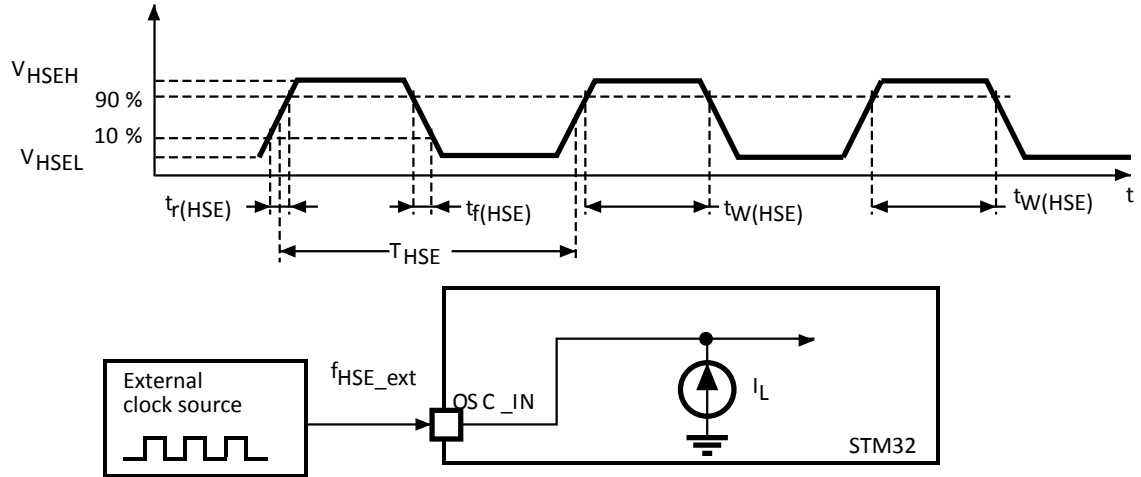 VHSEH
90 %
10 %
VHSEL
tr(HSE)
tf(HSE)
tW(HSE)
tW(HSE)
t
THSE
External
clock source
fHSE_ext
OSC _IN
IL
STM32